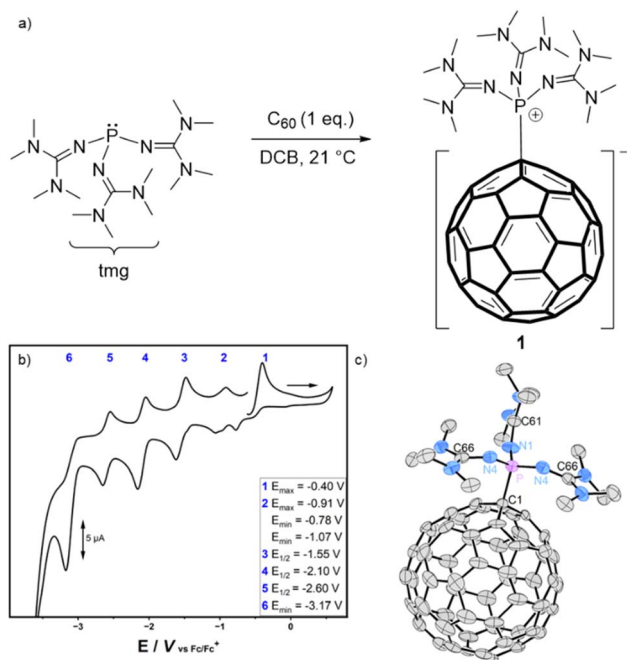 a)
N
N
N
N
P
N
N
N
N
N
tmg
C60 (1 eq.)
DCB, 21 °C
N
N
N
N
N
N
N
N
N
P
⊕
−
1
b)
6 5 4 3 2 1
5 µA
1 Emax = -0.40 V
2 Emax = -0.91 V
Emin = -0.78 V
Emin = -1.07 V
3 E1/2 = -1.55 V
4 E1/2 = -2.10 V
5 E1/2 = -2.60 V
6 Emin = -3.17 V
−3 −2 −1 0
E / V vs Fc/Fc+
c)
C61
C66
N1
C66
N4
P
N4
C1